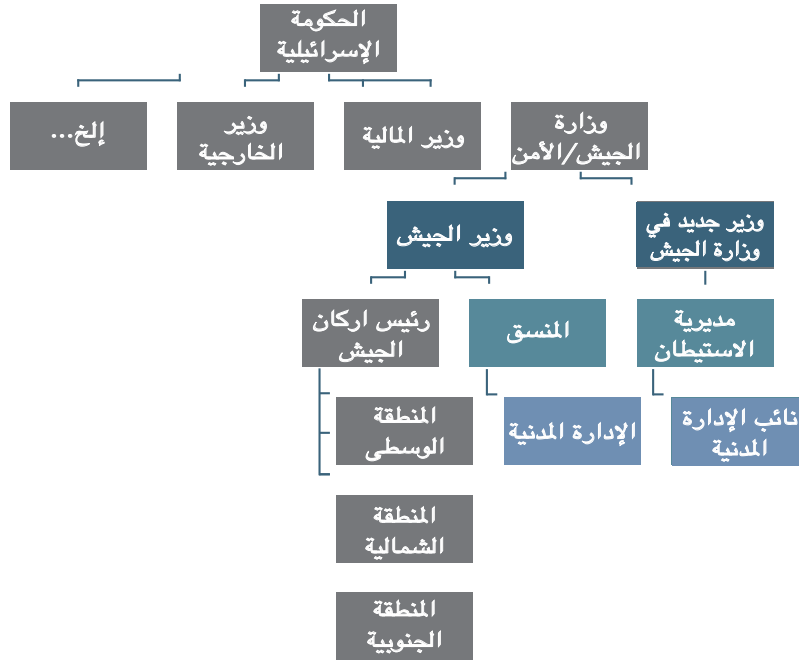 الحكومة
الإسرائيلية
وزارة
الجيش/الأمن
وزير المالية
وزير
الخارجية
إلخ...
وزير جديد في
وزارة الجيش
وزير الجيش
مديرية
الاستيطان
المنسق
رئيس اركان
الجيش
نائب الإدارة
المدنية
الإدارة المدنية
المنطقة
الوسطى
المنطقة
الشمالية
المنطقة
الجنوبية